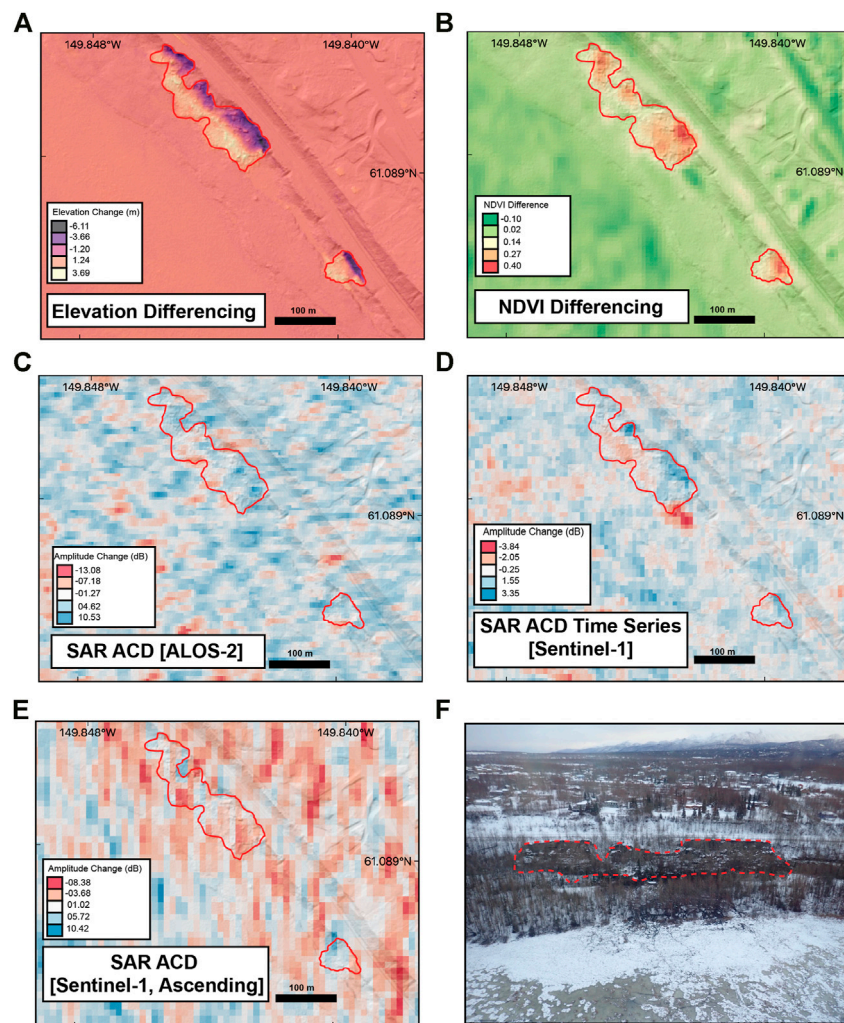 A
149.848°W
149.840°W
61.089°N
Elevation Change (m)
-6.11
-3.66
-1.20
1.24
3.69
Elevation Differencing
100 m
B
149.848°W
149.840°W
61.089°N
NDVI Difference
-0.10
0.02
0.14
0.27
0.40
NDVI Differencing
100 m
C
149.848°W
149.840°W
61.089°N
Amplitude Change (dB)
-13.08
-07.18
-01.27
04.62
10.53
SAR ACD [ALOS-2]
100 m
D
149.848°W
149.840°W
61.089°N
Amplitude Change (dB)
-3.84
-2.05
-0.25
1.55
3.35
SAR ACD Time Series
[Sentinel-1]
100 m
E
149.848°W
149.840°W
61.089°N
Amplitude Change (dB)
-08.38
-03.68
01.02
05.72
10.42
SAR ACD
[Sentinel-1, Ascending]
100 m
F